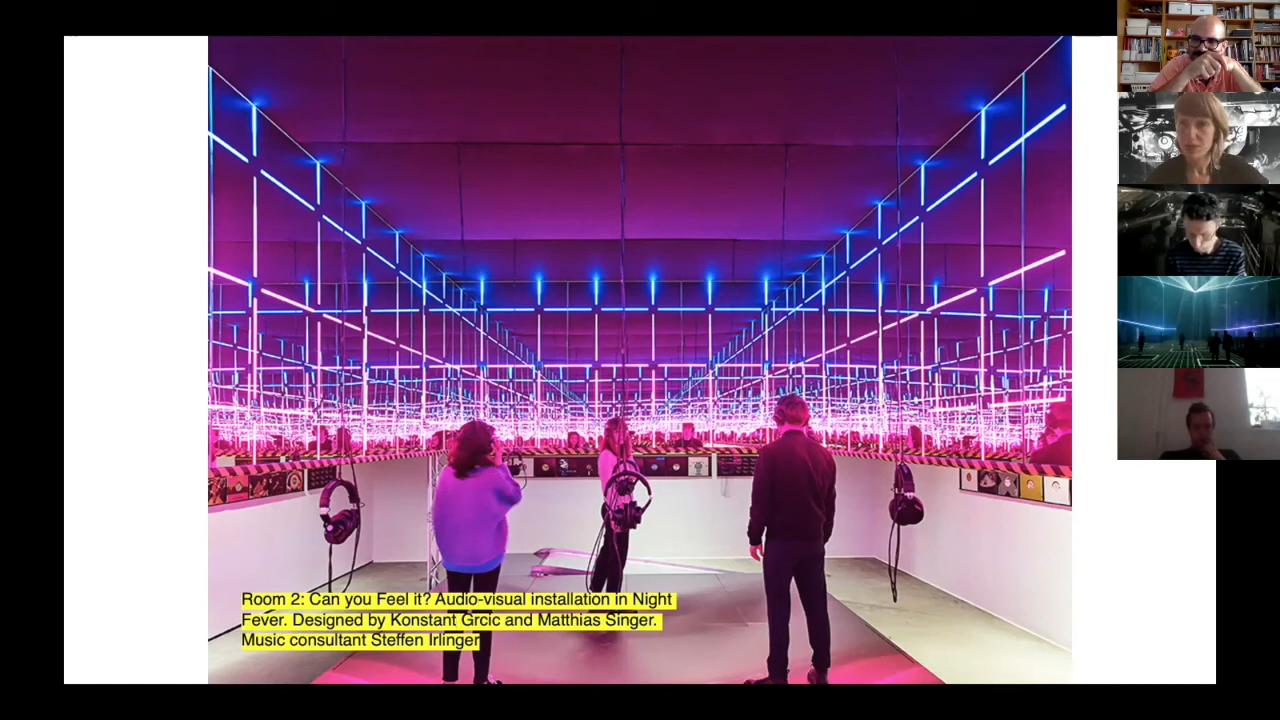 Room 2: Can you Feel it? Audio-visual installation in Night
Fever. Designed by Konstant Grcic and Matthias Singer.
Music consultant Steffen Irlinger